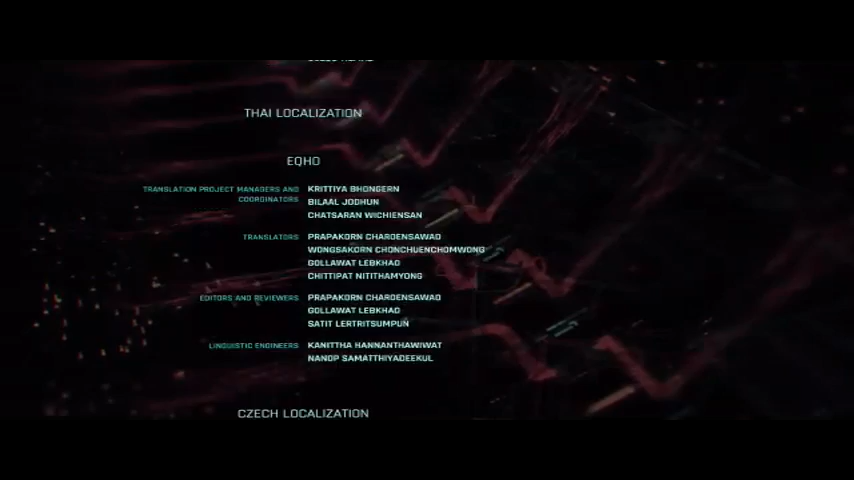 THAI LOCALIZATION
EQHO
TRANSLATION PROJECT MANAGERS AND
COORDINATORS
KRITTIYA BHONGERN
BILAAL JODHUN
CHATSARAN WICHIENSAN
TRANSLATORS
PRAPAKORN CHAROENSAWAD
WONGSAKORN CHONCHUENCHOMWONG
GOLLAWAT LEBKHAO
CHITTIPAT NITITHAMYONG
EDITORS AND REVIEWERS
PRAPAKORN CHAROENSAWAD
GOLLAWAT LEBKHAO
SATIT LERTRITSUMPUN
LINGUISTIC ENGINEERS
KANITTHA HANNANTHAWIWAT
NANOP SAMATTHIYADEEKUL
CZECH LOCALIZATION